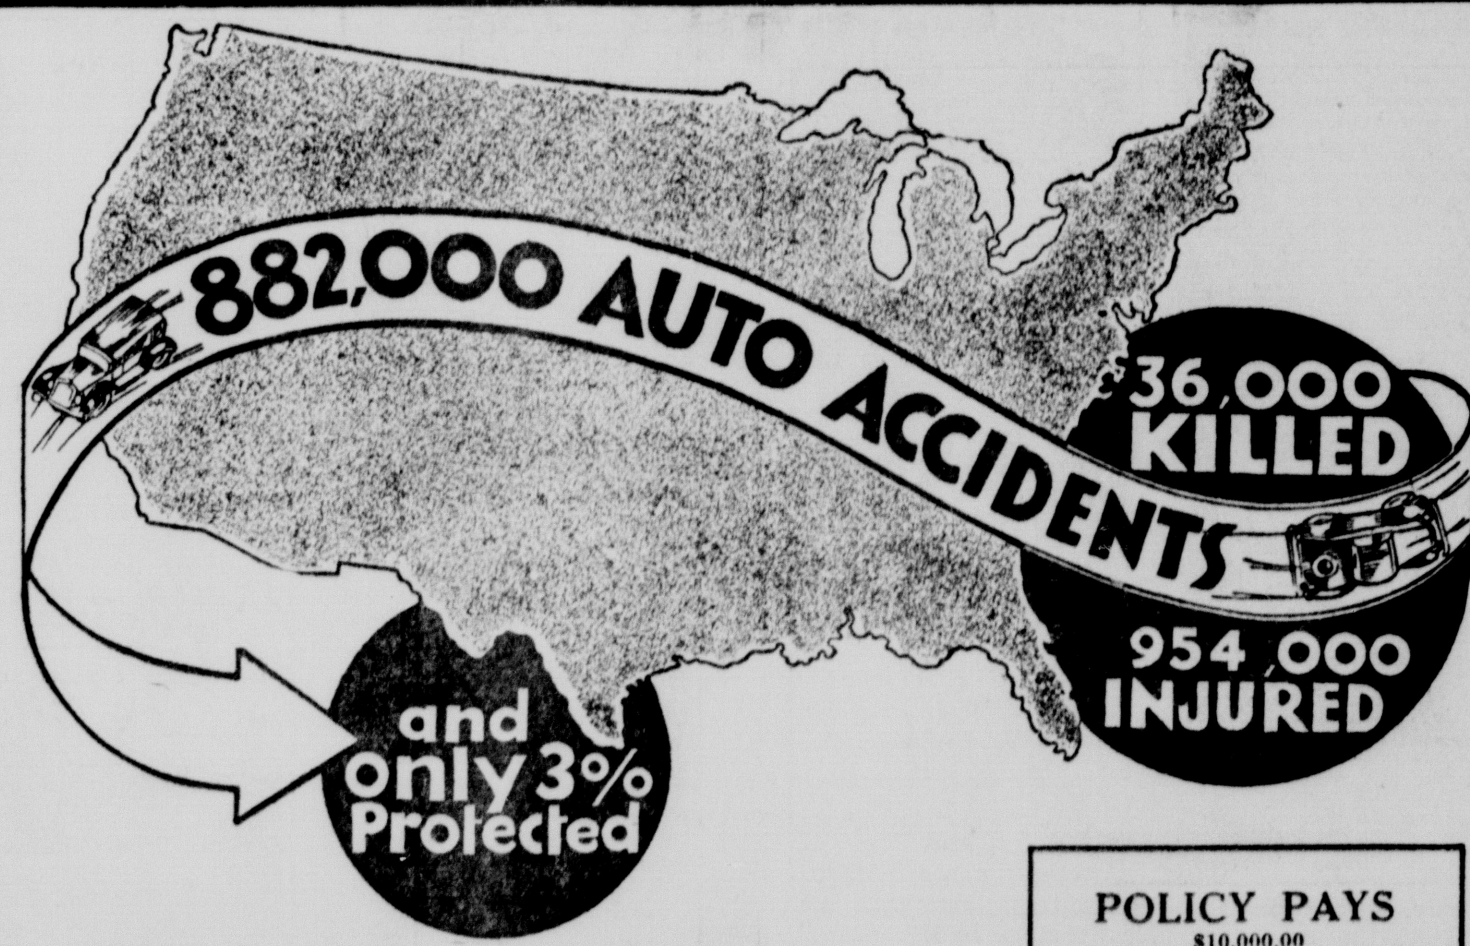 882,000 AUTO ACCIDENTS
36,000
KILLED
954,000
INJURED
and
only 3%
Protected
POLICY PAYS
$10,000.00